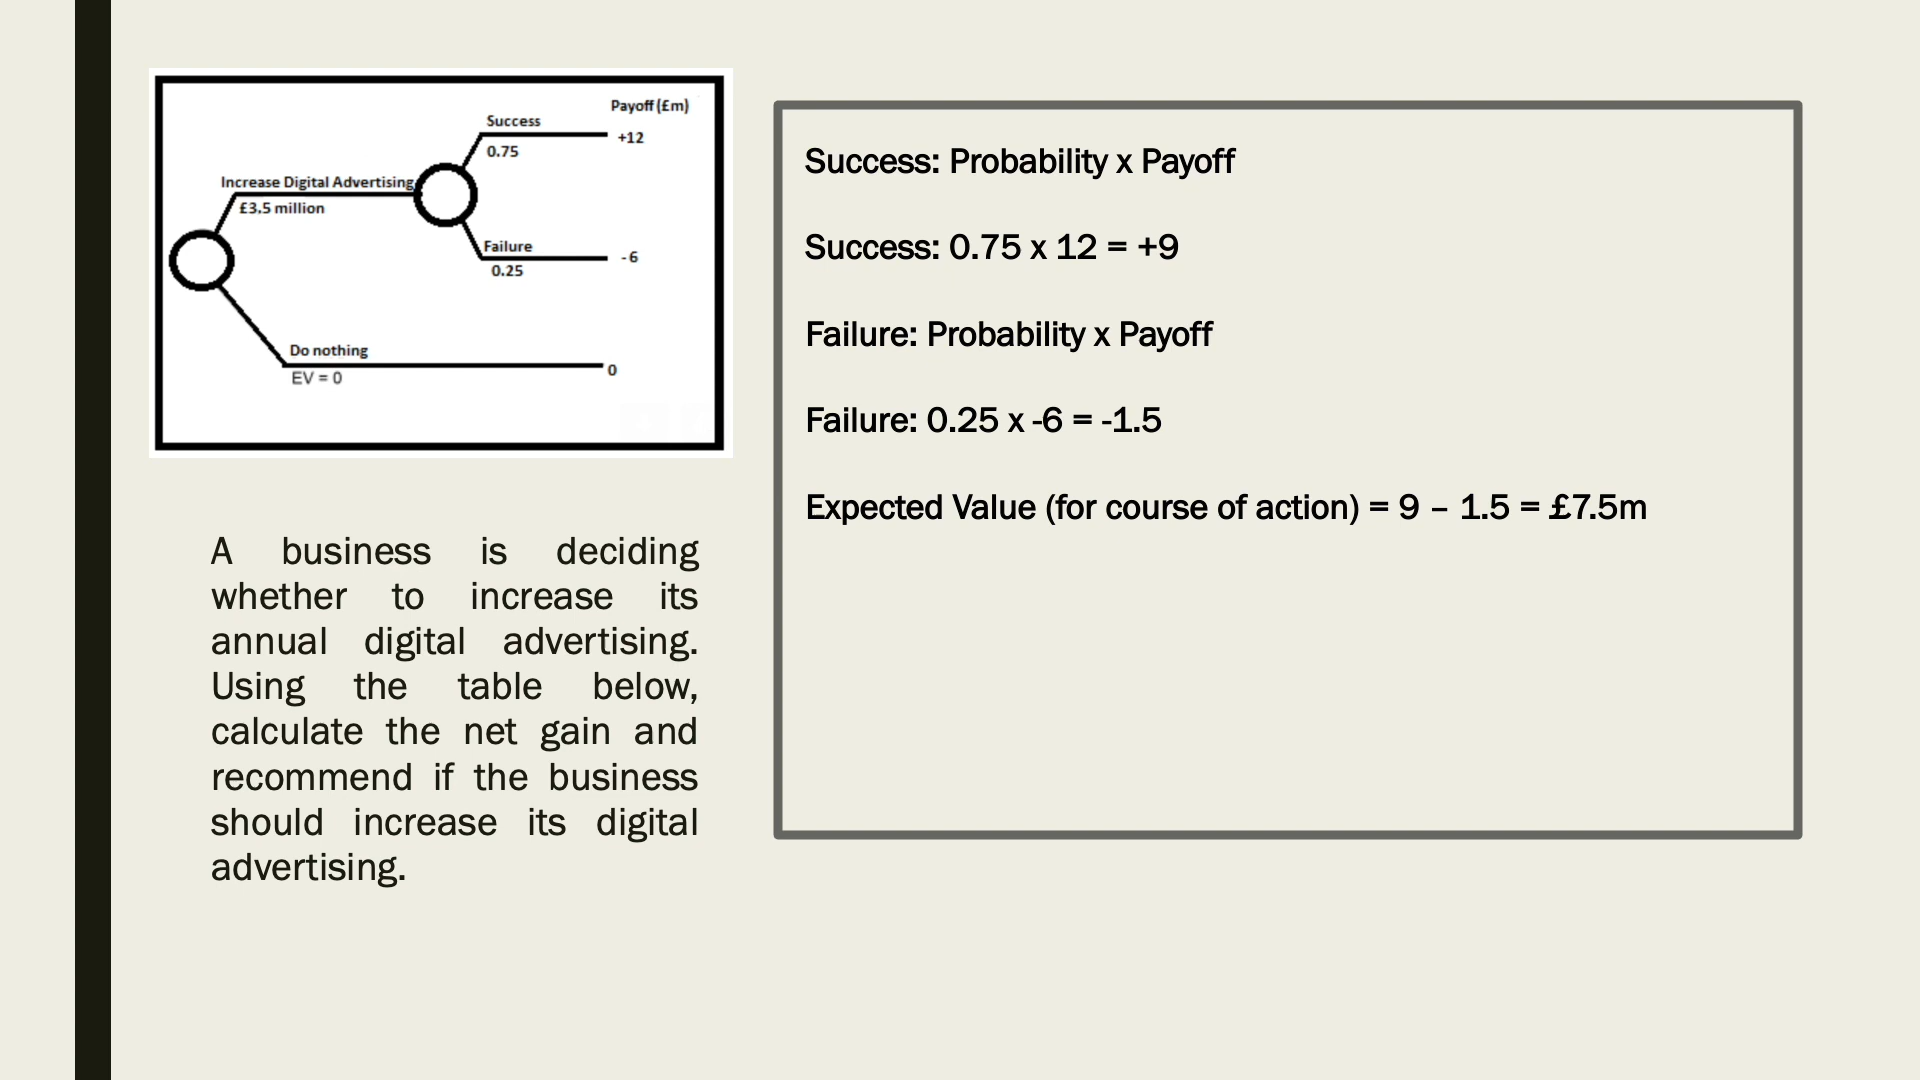 Payoff (£m)
Success
+12
0.75
Increase Digital Advertising
£3.5 million
Failure
- 6
0.25
Do nothing
0
EV = 0
A business is deciding
whether to increase its
annual digital advertising.
Using the table below,
calculate the net gain and
recommend if the business
should increase its digital
advertising.
Success: Probability x Payoff
Success: 0.75 x 12 = +9
Failure: Probability x Payoff
Failure: 0.25 x -6 = -1.5
Expected Value (for course of action) = 9 – 1.5 = £7.5m